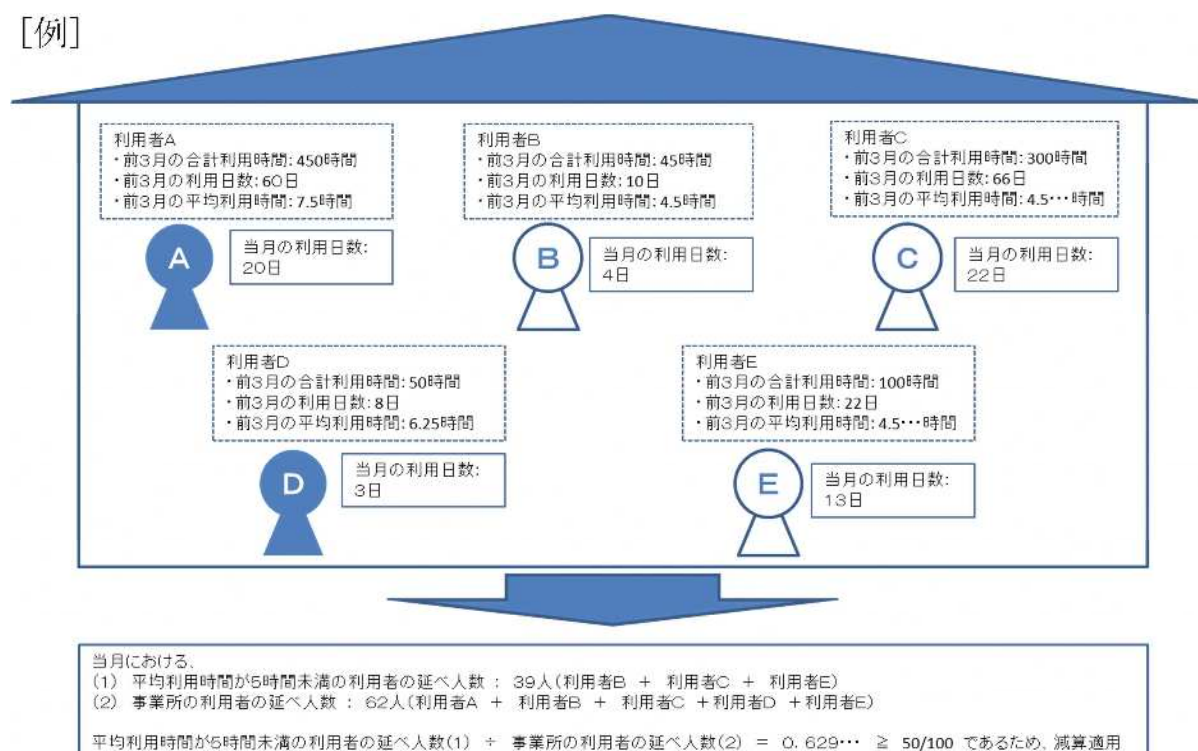 [例]
利用者A
・前3月の合計利用時間:450時間
・前3月の利用日数:60日
・前3月の平均利用時間:7.5時間
A
当月の利用日数:
20日
利用者B
・前3月の合計利用時間:45時間
・前3月の利用日数:10日
・前3月の平均利用時間:4.5時間
B
当月の利用日数:
4日
利用者C
・前3月の合計利用時間:300時間
・前3月の利用日数:66日
・前3月の平均利用時間:4.5・・・時間
C
当月の利用日数:
22日
利用者D
・前3月の合計利用時間:50時間
・前3月の利用日数:8日
・前3月の平均利用時間:6.25時間
D
当月の利用日数:
3日
利用者E
・前3月の合計利用時間:100時間
・前3月の利用日数:22日
・前3月の平均利用時間:4.5・・・時間
E
当月の利用日数:
13日
当月における、
(1) 平均利用時間が5時間未満の利用者の延べ人数 : 39人(利用者B + 利用者C + 利用者E)
(2) 事業所の利用者の延べ人数 : 62人(利用者A + 利用者B + 利用者C +利用者D +利用者E)
平均利用時間が5時間未満の利用者の延べ人数(1) ÷ 事業所の利用者の延べ人数(2) = 0.629・・・ ≧ 50/100 であるため、減算適用